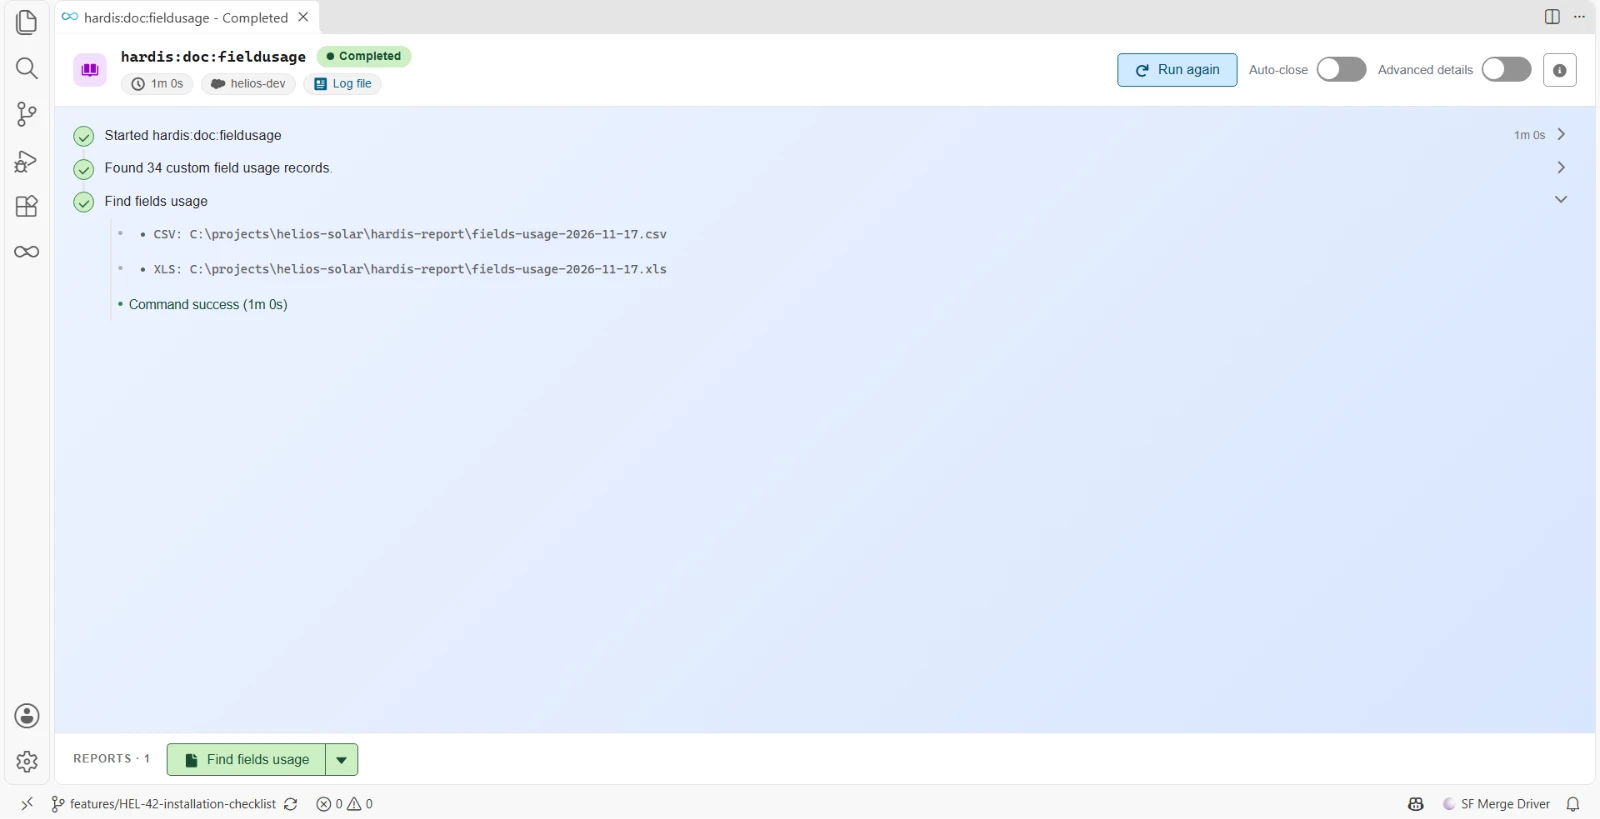 hardis:doc:fieldusage - Completed
hardis:doc:fieldusage
Completed
1m 0s
helios-dev
Log file
Run again
Auto-close
Advanced details
Started hardis:doc:fieldusage
1m 0s
Found 34 custom field usage records.
Find fields usage
• CSV: C:\projects\helios-solar\hardis-report\fields-usage-2026-11-17.csv
• XLS: C:\projects\helios-solar\hardis-report\fields-usage-2026-11-17.xls
• Command success (1m 0s)
REPORTS · 1
Find fields usage
features/HEL-42-installation-checklist
0
0
SF Merge Driver